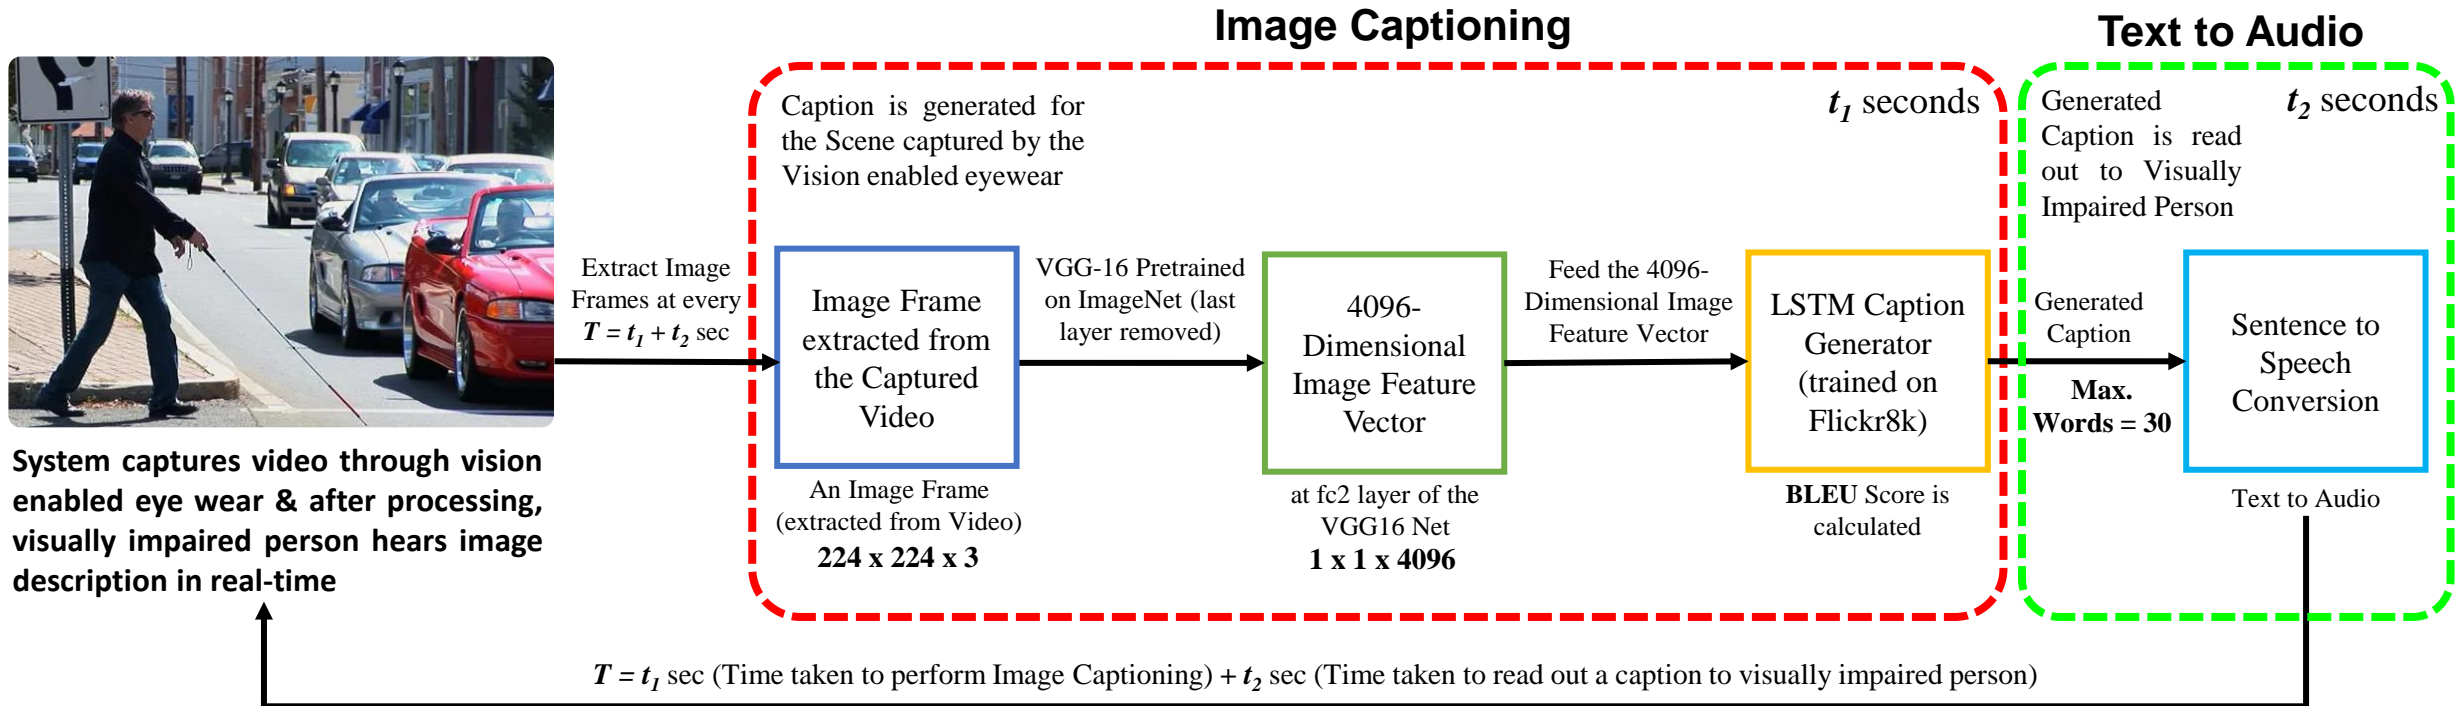 Image Captioning
Text to Audio
Caption is generated for
the Scene captured by the
Vision enabled eyewear
t1 seconds
Generated
Caption is read
out to Visually
Impaired Person
t2 seconds
Extract Image
Frames at every
T = t1 + t2 sec
Image Frame
extracted from
the Captured
Video
An Image Frame
(extracted from Video)
224 x 224 x 3
VGG-16 Pretrained
on ImageNet (last
layer removed)
4096-
Dimensional
Image Feature
Vector
at fc2 layer of the
VGG16 Net
1 x 1 x 4096
Feed the 4096-
Dimensional Image
Feature Vector
LSTM Caption
Generator
(trained on
Flickr8k)
BLEU Score is
calculated
Generated
Caption
Max.
Words = 30
Sentence to
Speech
Conversion
Text to Audio
System captures video through vision
enabled eye wear & after processing,
visually impaired person hears image
description in real-time
T = t1 sec (Time taken to perform Image Captioning) + t2 sec (Time taken to read out a caption to visually impaired person)